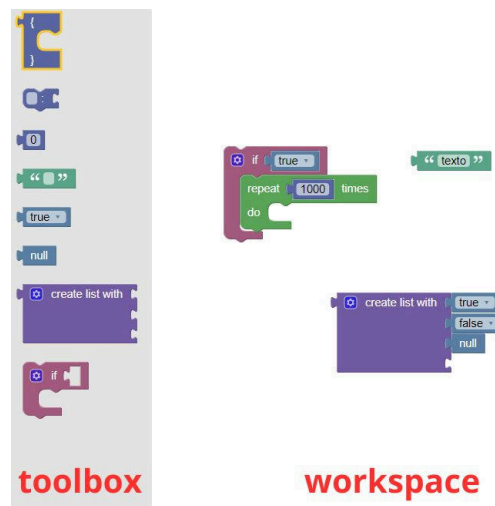 {
}
:
0
“ ”
true
null
create list with
if
toolbox
if true
repeat 1000 times
do
“ texto ”
create list with true
false
null
workspace